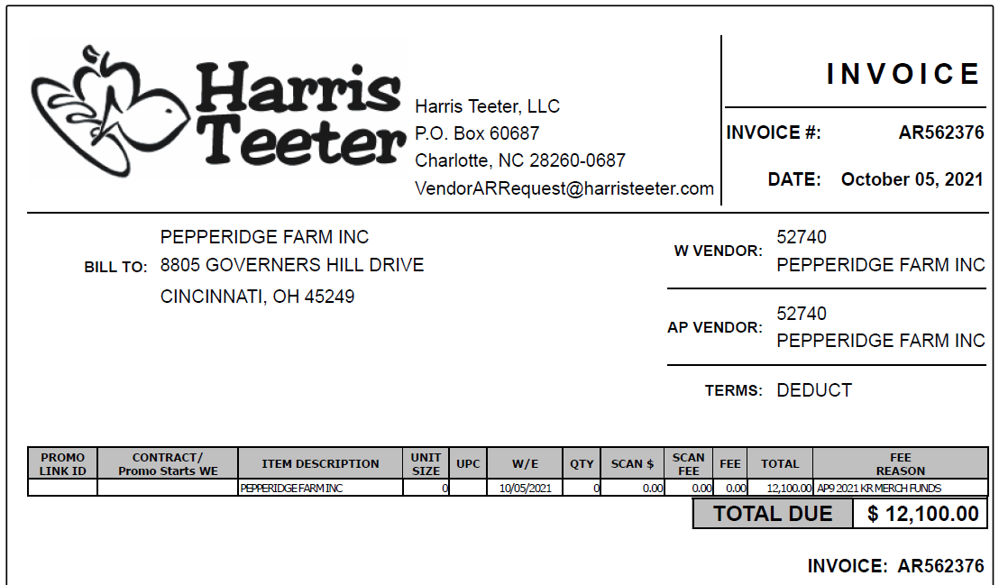 Harris
Teeter
Harris Teeter, LLC
P.O. Box 60687
Charlotte, NC 28260-0687
VendorARRequest@harristeeter.com
INVOICE
INVOICE #: AR562376
DATE: October 05, 2021
BILL TO:
PEPPERIDGE FARM INC
8805 GOVERNERS HILL DRIVE
CINCINNATI, OH 45249
W VENDOR:
52740
PEPPERIDGE FARM INC
AP VENDOR:
52740
PEPPERIDGE FARM INC
TERMS: DEDUCT
PROMO LINK ID CONTRACT/ Promo Starts WE ITEM DESCRIPTION UNIT SIZE UPC W/E QTY SCAN $ SCAN FEE FEE TOTAL FEE REASON
PEPPERIDGE FARM INC 0 10/05/2021 0 0.00 0.00 0.00 12,100.00 AP9 2021 KR MERCH FUNDS
TOTAL DUE $ 12,100.00
INVOICE: AR562376